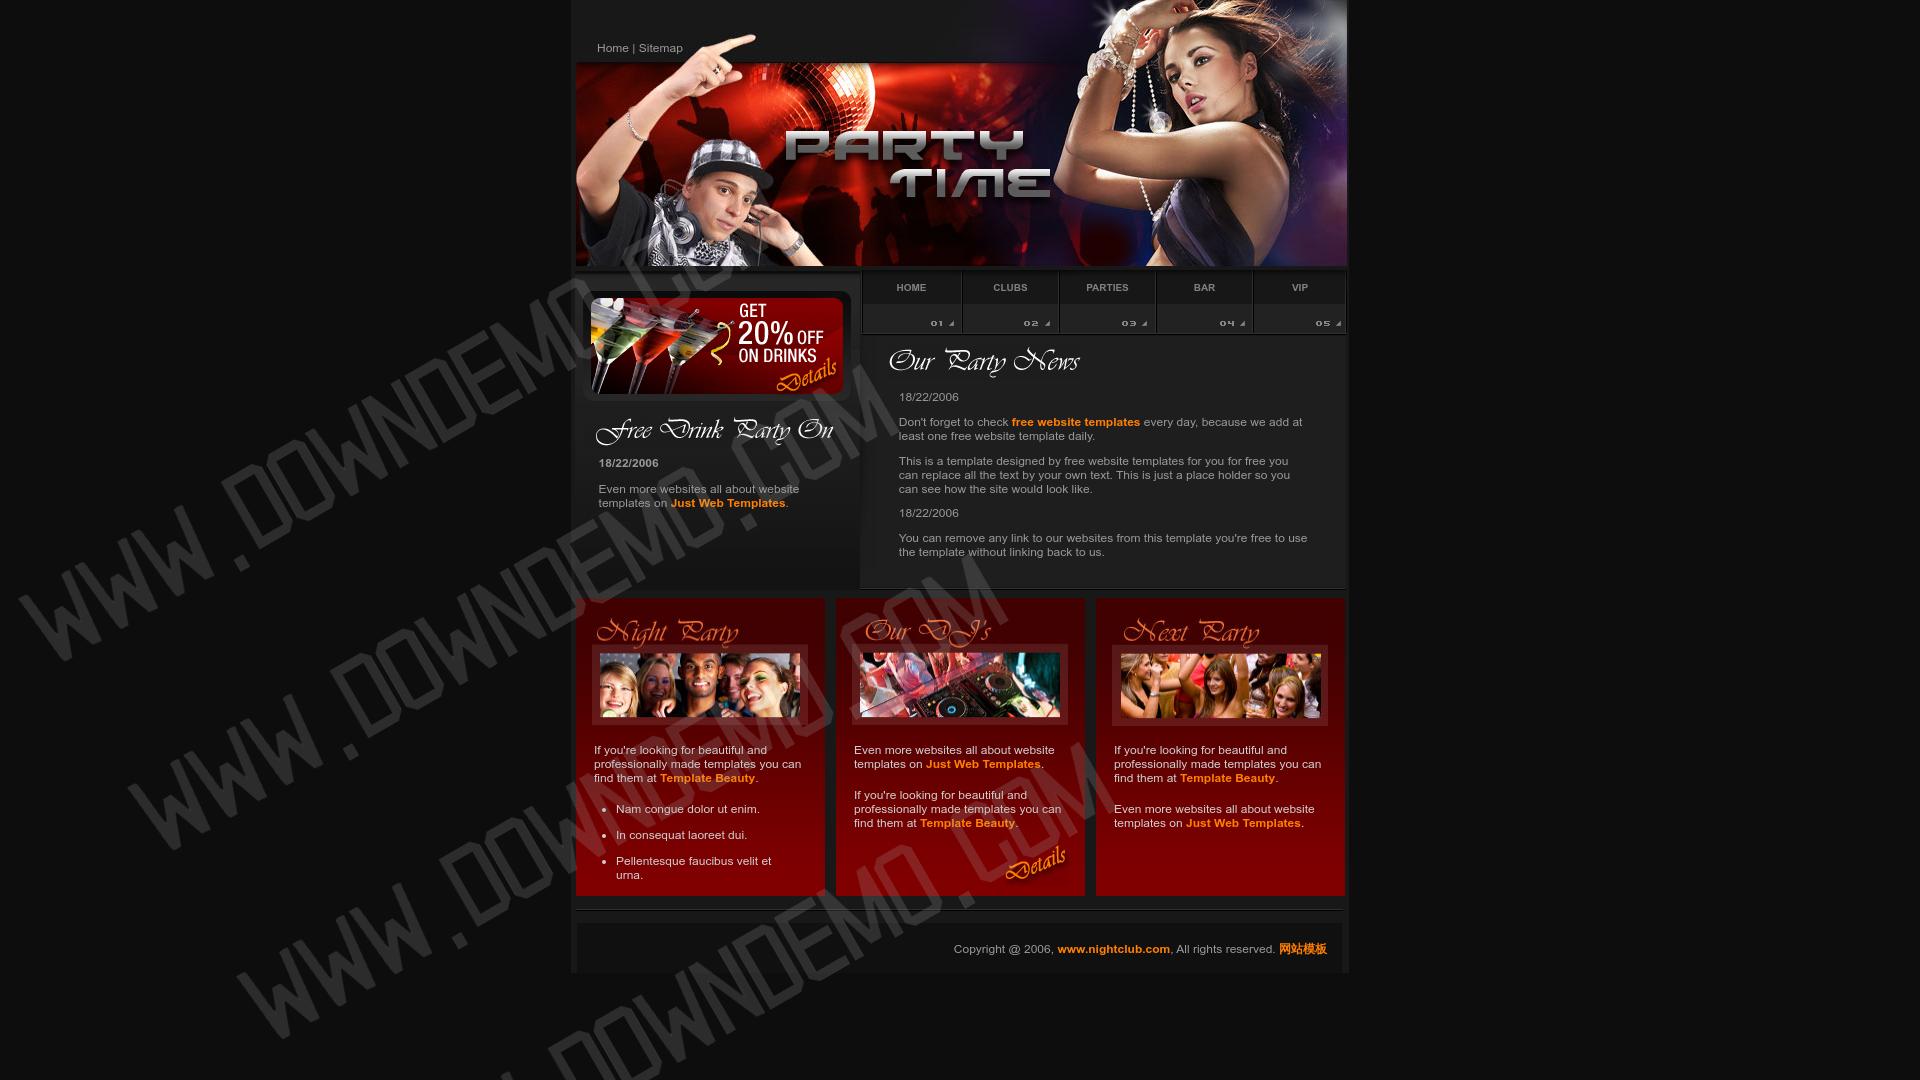 Home | Sitemap
PARTY
TIME
HOME
CLUBS
PARTIES
BAR
VIP
01
02
03
04
05
GET
20% OFF
ON DRINKS
Details
Free Drink Party On
18/22/2006
Even more websites all about website
templates on Just Web Templates.
Our Party News
18/22/2006
Don't forget to check free website templates every day, because we add at
least one free website template daily.
This is a template designed by free website templates for you for free you
can replace all the text by your own text. This is just a place holder so you
can see how the site would look like.
18/22/2006
You can remove any link to our websites from this template you're free to use
the template without linking back to us.
Night Party
If you're looking for beautiful and
professionally made templates you can
find them at Template Beauty.
Nam congue dolor ut enim.
In consequat laoreet dui.
Pellentesque faucibus velit et
urna.
Our DJ's
Even more websites all about website
templates on Just Web Templates.
If you're looking for beautiful and
professionally made templates you can
find them at Template Beauty.
Details
Next Party
If you're looking for beautiful and
professionally made templates you can
find them at Template Beauty.
Even more websites all about website
templates on Just Web Templates.
Copyright @ 2006, www.nightclub.com, All rights reserved. 网站模板
WWW.DOWNDEMO.COM
WWW.DOWNDEMO.COM
WWW.DOWNDEMO.COM
WWW.DOWNDEMO.COM